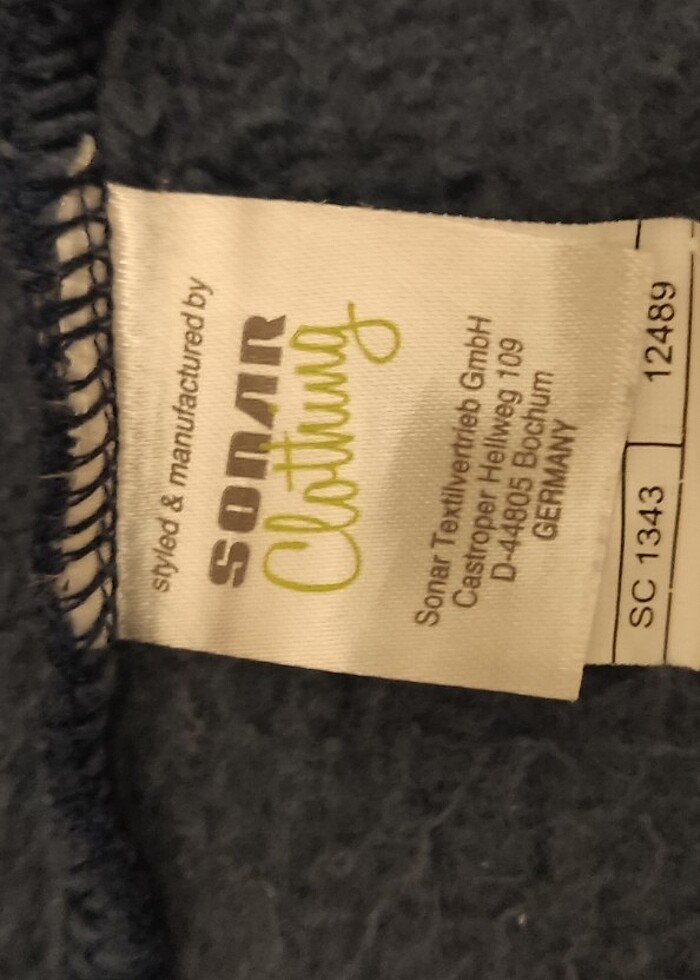 styled & manufactured by
SONAR
Clothing
Sonar Textilvertrieb GmbH
Castroper Hellweg 109
D-44805 Bochum
GERMANY
SC 1343 12489